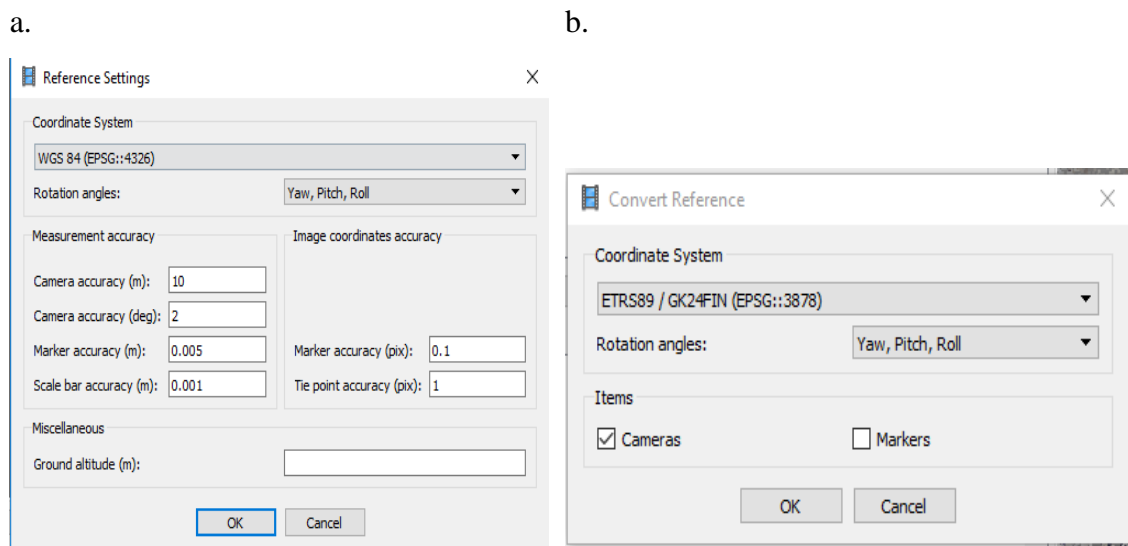 a.
b.
Reference Settings
Coordinate System
WGS 84 (EPSG::4326)
Rotation angles: Yaw, Pitch, Roll
Measurement accuracy
Image coordinates accuracy
Camera accuracy (m): 10
Camera accuracy (deg): 2
Marker accuracy (m): 0.005
Marker accuracy (pix): 0.1
Scale bar accuracy (m): 0.001
Tie point accuracy (pix): 1
Miscellaneous
Ground altitude (m):
OK
Cancel
Convert Reference
Coordinate System
ETRS89 / GK24FIN (EPSG::3878)
Rotation angles: Yaw, Pitch, Roll
Items
Cameras
Markers
OK
Cancel